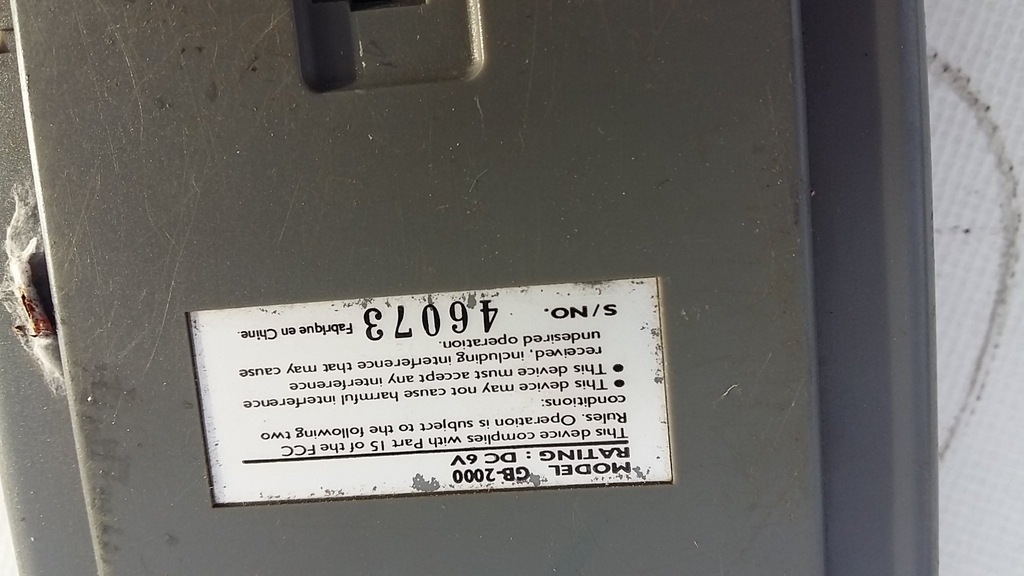 MODEL GB-2000
RATING : DC 6V
This device complies with Part 15 of the FCC
Rules. Operation is subject to the following two
conditions:
• This device may not cause harmful interference
• This device must accept any interference
received, including interference that may cause
undesired operation.
S/NO. 46073 Fabrique en Chine.